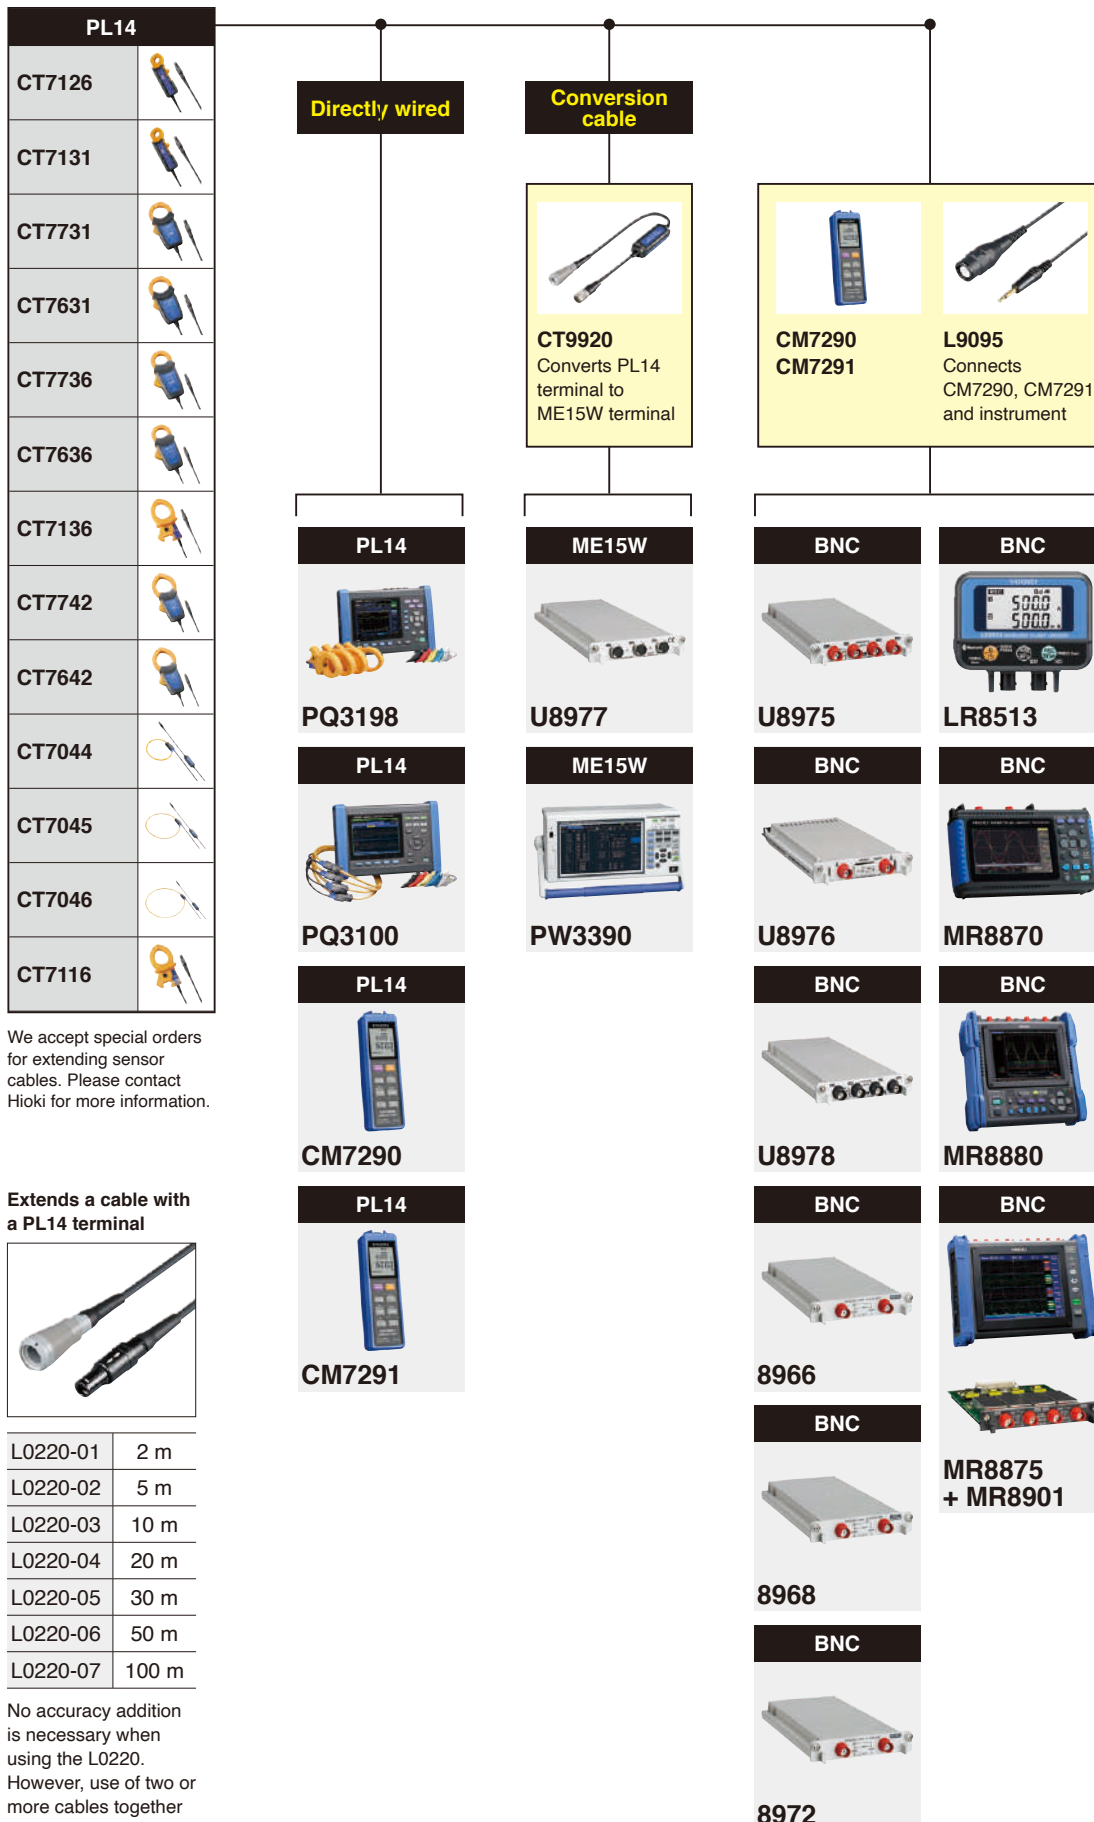 PL14
CT7126
CT7131
CT7731
CT7631
CT7736
CT7636
CT7136
CT7742
CT7642
CT7044
CT7045
CT7046
CT7116
We accept special orders
for extending sensor
cables. Please contact
Hioki for more information.
Extends a cable with
a PL14 terminal
L0220-01 2 m
L0220-02 5 m
L0220-03 10 m
L0220-04 20 m
L0220-05 30 m
L0220-06 50 m
L0220-07 100 m
No accuracy addition
is necessary when
using the L0220.
However, use of two or
more cables together
Directly wired
PL14
PQ3198
PL14
PQ3100
PL14
CM7290
PL14
CM7291
Conversion
cable
CT9920
Converts PL14
terminal to
ME15W terminal
ME15W
U8977
ME15W
PW3390
CM7290
CM7291
L9095
Connects
CM7290, CM7291
and instrument
BNC
U8975
BNC
U8976
BNC
U8978
BNC
8966
BNC
8968
BNC
8972
BNC
500.0
500.0
LR8513
BNC
MR8870
BNC
MR8880
BNC
MR8875
+ MR8901